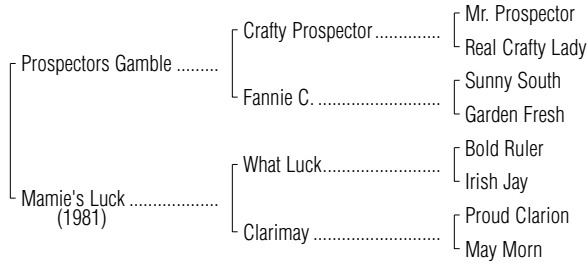 Mr. Prospector
Crafty Prospector ..............
Real Crafty Lady
Prospectors Gamble .........
Sunny South
Fannie C. ..........................
Garden Fresh
Bold Ruler
What Luck.........................
Irish Jay
Mamie's Luck ...................
(1981)
Proud Clarion
Clarimay ...........................
May Morn